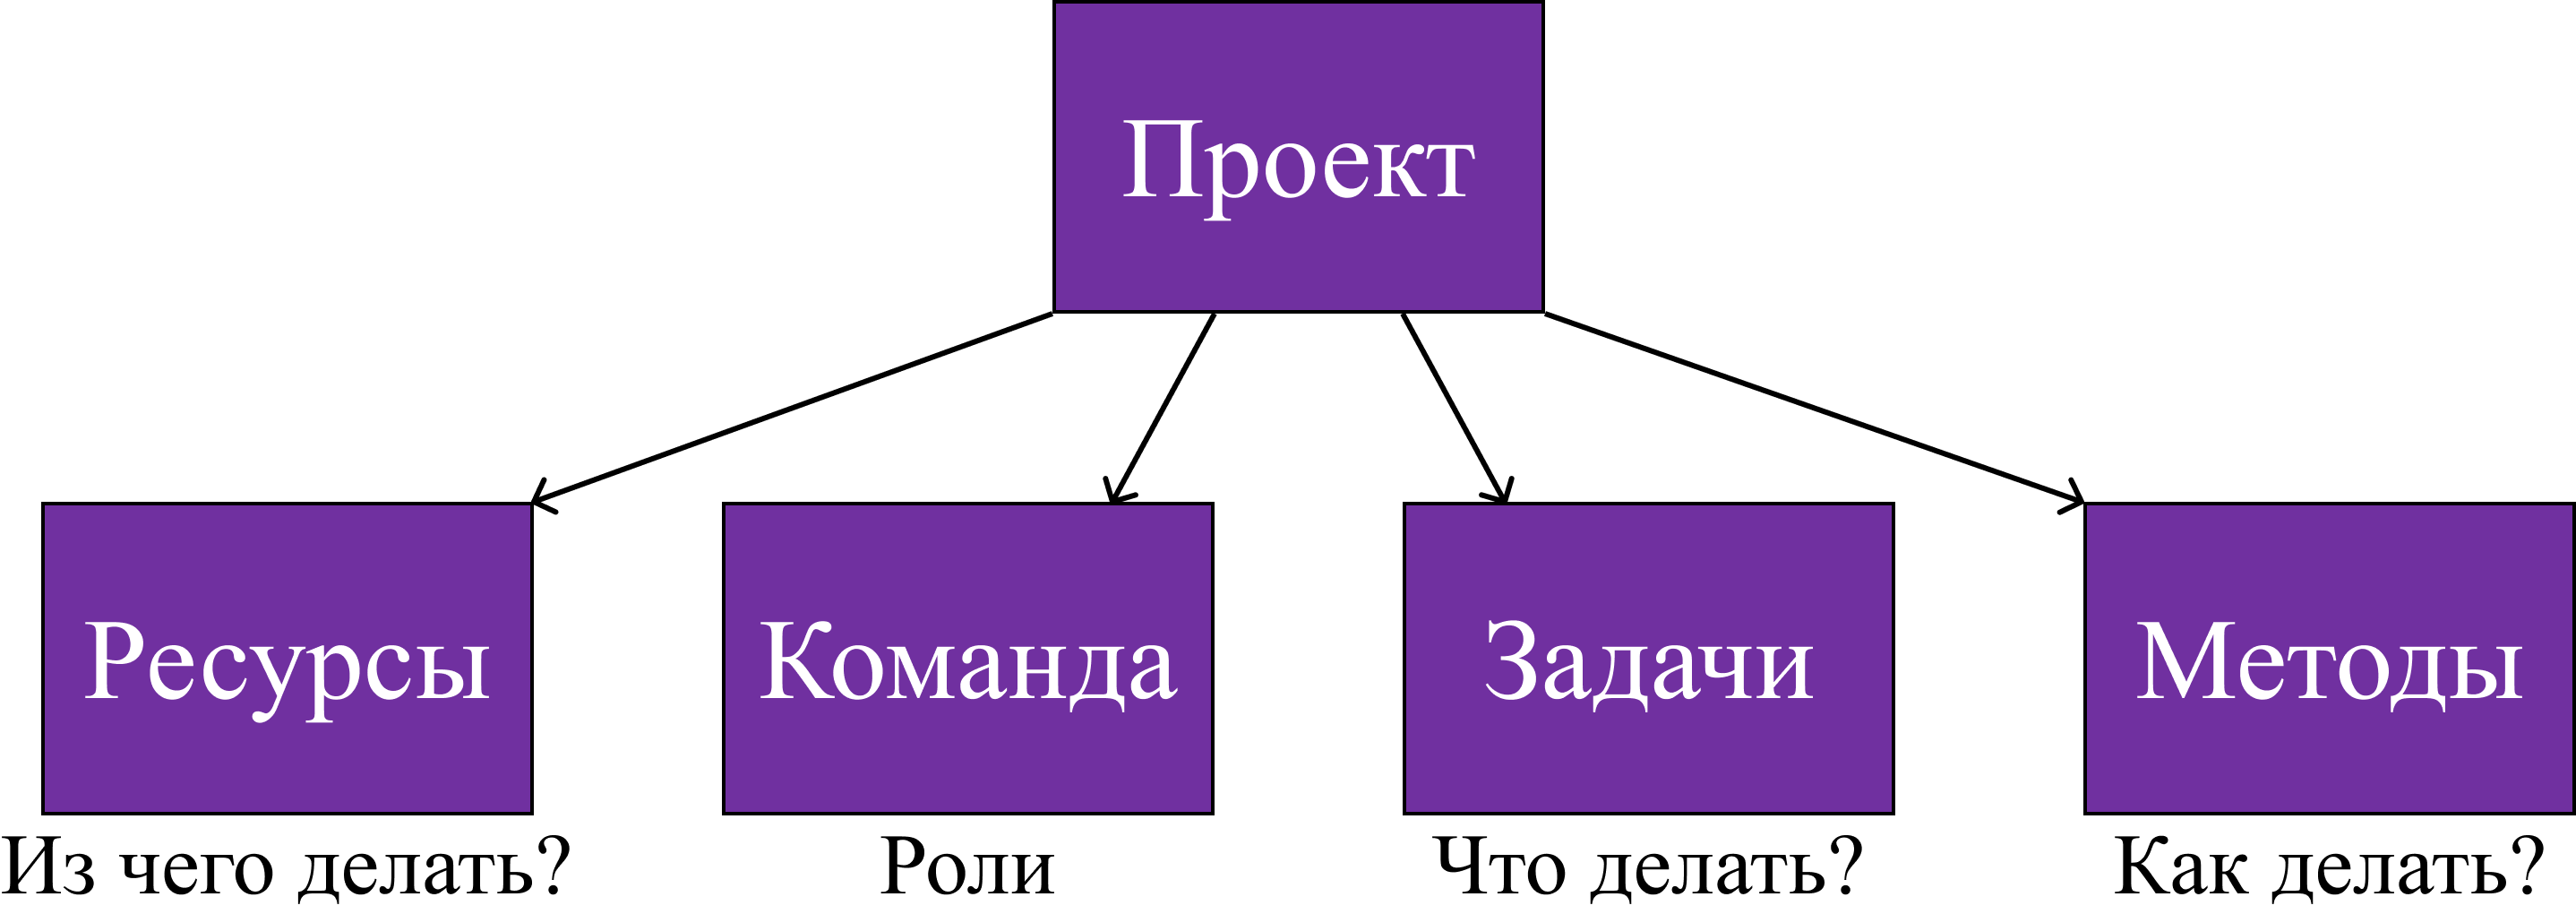 Проект
Ресурсы
Команда
Задачи
Методы
Из чего делать?
Роли
Что делать?
Как делать?